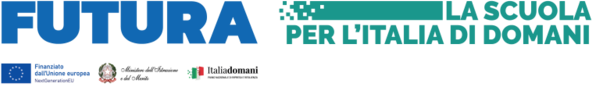 FUTURA
LA SCUOLA
PER L'ITALIA DI DOMANI
Finanziato
dall'Unione europea
NextGenerationEU
Ministero dell'Istruzione
e del Merito
Italiadomani